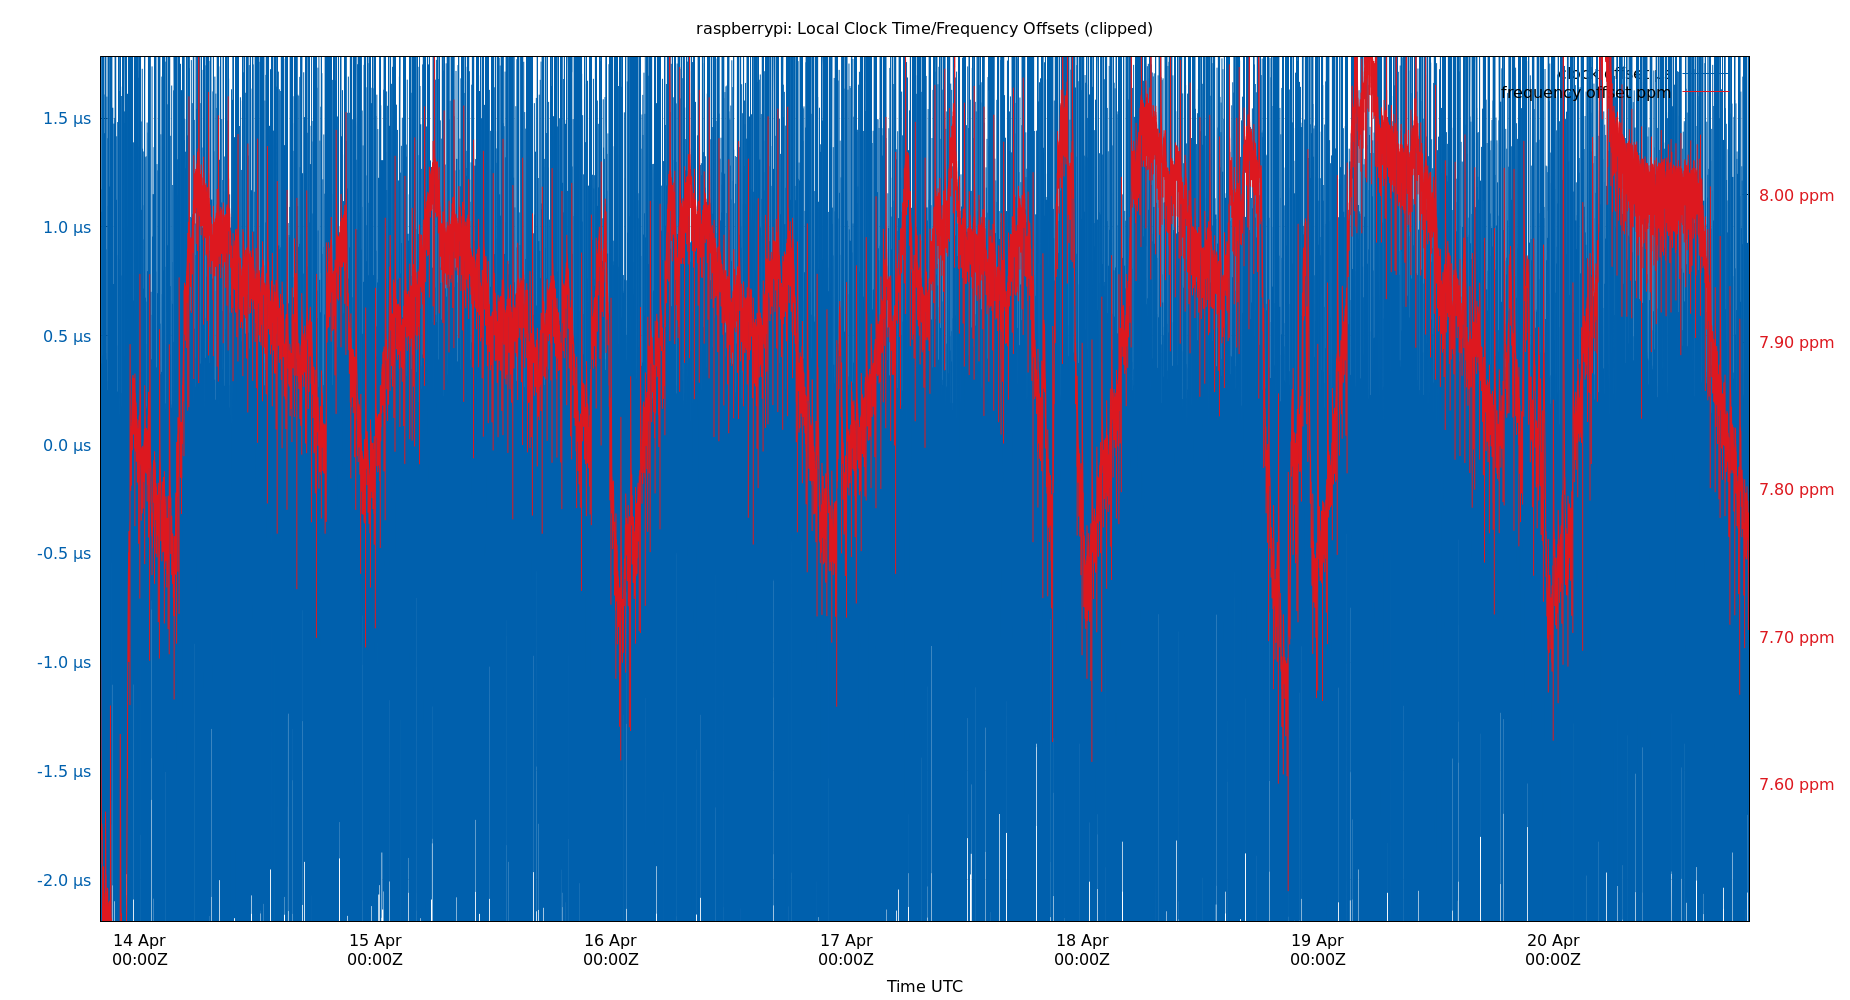 raspberrypi: Local Clock Time/Frequency Offsets (clipped)
clock offset μs
frequency offset ppm
1.5 μs
1.0 μs
0.5 μs
0.0 μs
-0.5 μs
-1.0 μs
-1.5 μs
-2.0 μs
8.00 ppm
7.90 ppm
7.80 ppm
7.70 ppm
7.60 ppm
14 Apr
00:00Z
15 Apr
00:00Z
16 Apr
00:00Z
17 Apr
00:00Z
18 Apr
00:00Z
19 Apr
00:00Z
20 Apr
00:00Z
Time UTC